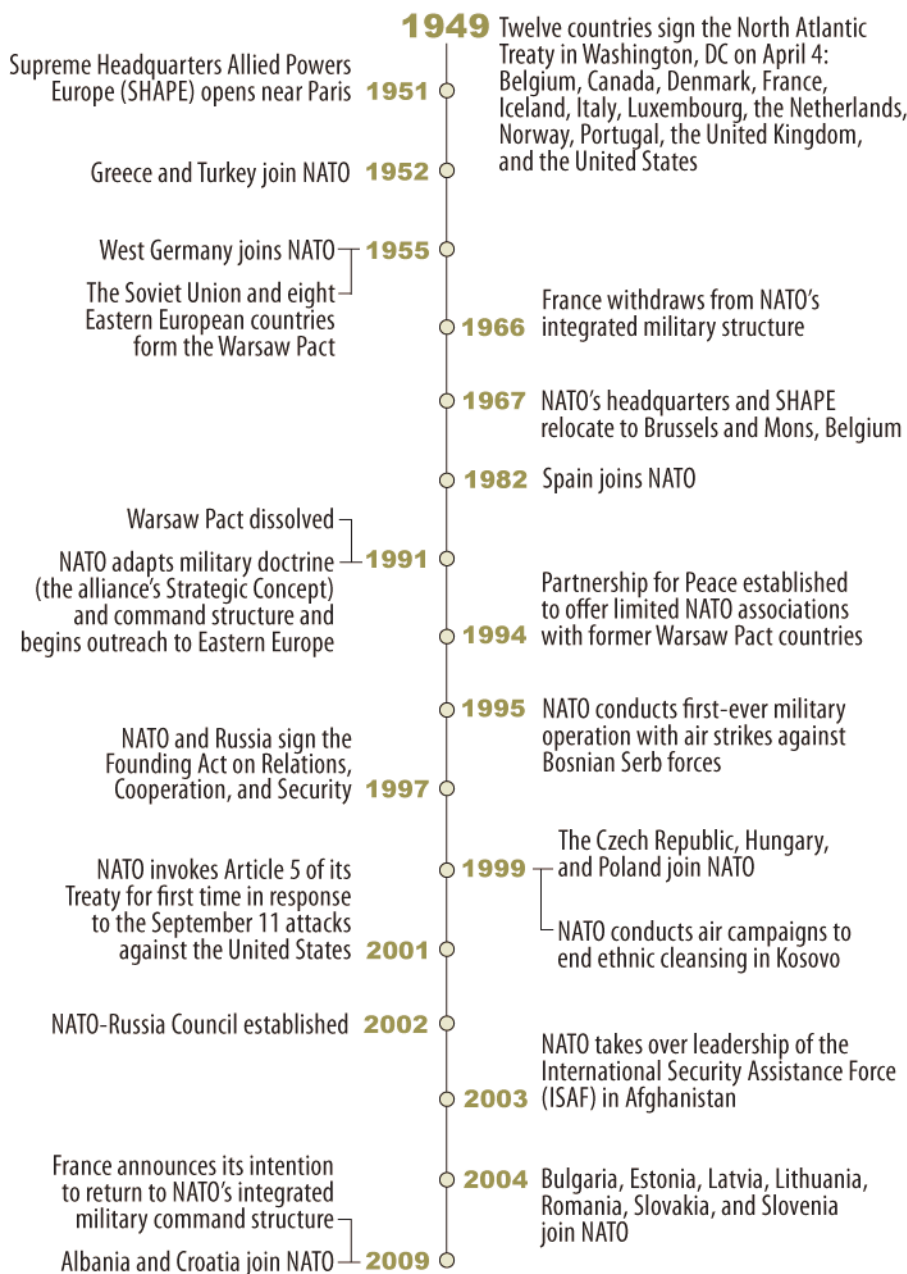 1949
Twelve countries sign the North Atlantic
Treaty in Washington, DC on April 4:
Belgium, Canada, Denmark, France,
Iceland, Italy, Luxembourg, the Netherlands,
Norway, Portugal, the United Kingdom,
and the United States
Supreme Headquarters Allied Powers
Europe (SHAPE) opens near Paris 1951
Greece and Turkey join NATO 1952
West Germany joins NATO 1955
The Soviet Union and eight
Eastern European countries
form the Warsaw Pact
France withdraws from NATO's
1966 integrated military structure
1967 NATO's headquarters and SHAPE
relocate to Brussels and Mons, Belgium
1982 Spain joins NATO
Warsaw Pact dissolved
1991
NATO adapts military doctrine
(the alliance's Strategic Concept)
and command structure and
begins outreach to Eastern Europe
Partnership for Peace established
to offer limited NATO associations
1994 with former Warsaw Pact countries
1995 NATO conducts first-ever military
operation with air strikes against
Bosnian Serb forces
NATO and Russia sign the
Founding Act on Relations,
Cooperation, and Security 1997
The Czech Republic, Hungary,
1999 and Poland join NATO
NATO conducts air campaigns to
end ethnic cleansing in Kosovo
NATO invokes Article 5 of its
Treaty for first time in response
to the September 11 attacks
against the United States 2001
NATO-Russia Council established 2002
NATO takes over leadership of the
International Security Assistance Force
2003 (ISAF) in Afghanistan
2004 Bulgaria, Estonia, Latvia, Lithuania,
Romania, Slovakia, and Slovenia
join NATO
France announces its intention
to return to NATO's integrated
military command structure
Albania and Croatia join NATO 2009